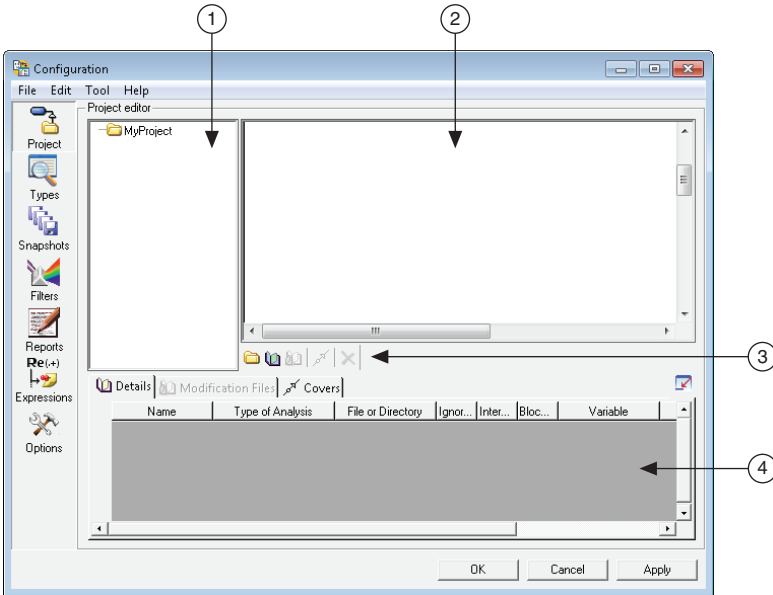 1
2
Configuration
File Edit Tool Help
Project editor
Project
MyProject
Types
Snapshots
Filters
Reports
Re(.+)
Expressions
Options
3
Details Modification Files Covers
Name Type of Analysis File or Directory Ignor... Inter... Bloc... Variable
4
OK Cancel Apply